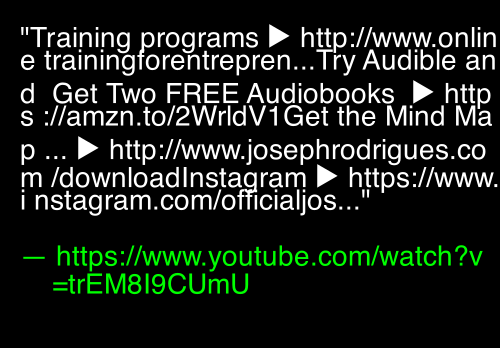 "Training programs ▶ http://www.onlin
e trainingforentrepren...Try Audible an
d  Get Two FREE Audiobooks  ▶ http
s ://amzn.to/2WrldV1Get the Mind Ma
p ... ▶ http://www.josephrodrigues.co
m /downloadInstagram ▶ https://www.
i nstagram.com/officialjos..."
— https://www.youtube.com/watch?v
=trEM8I9CUmU